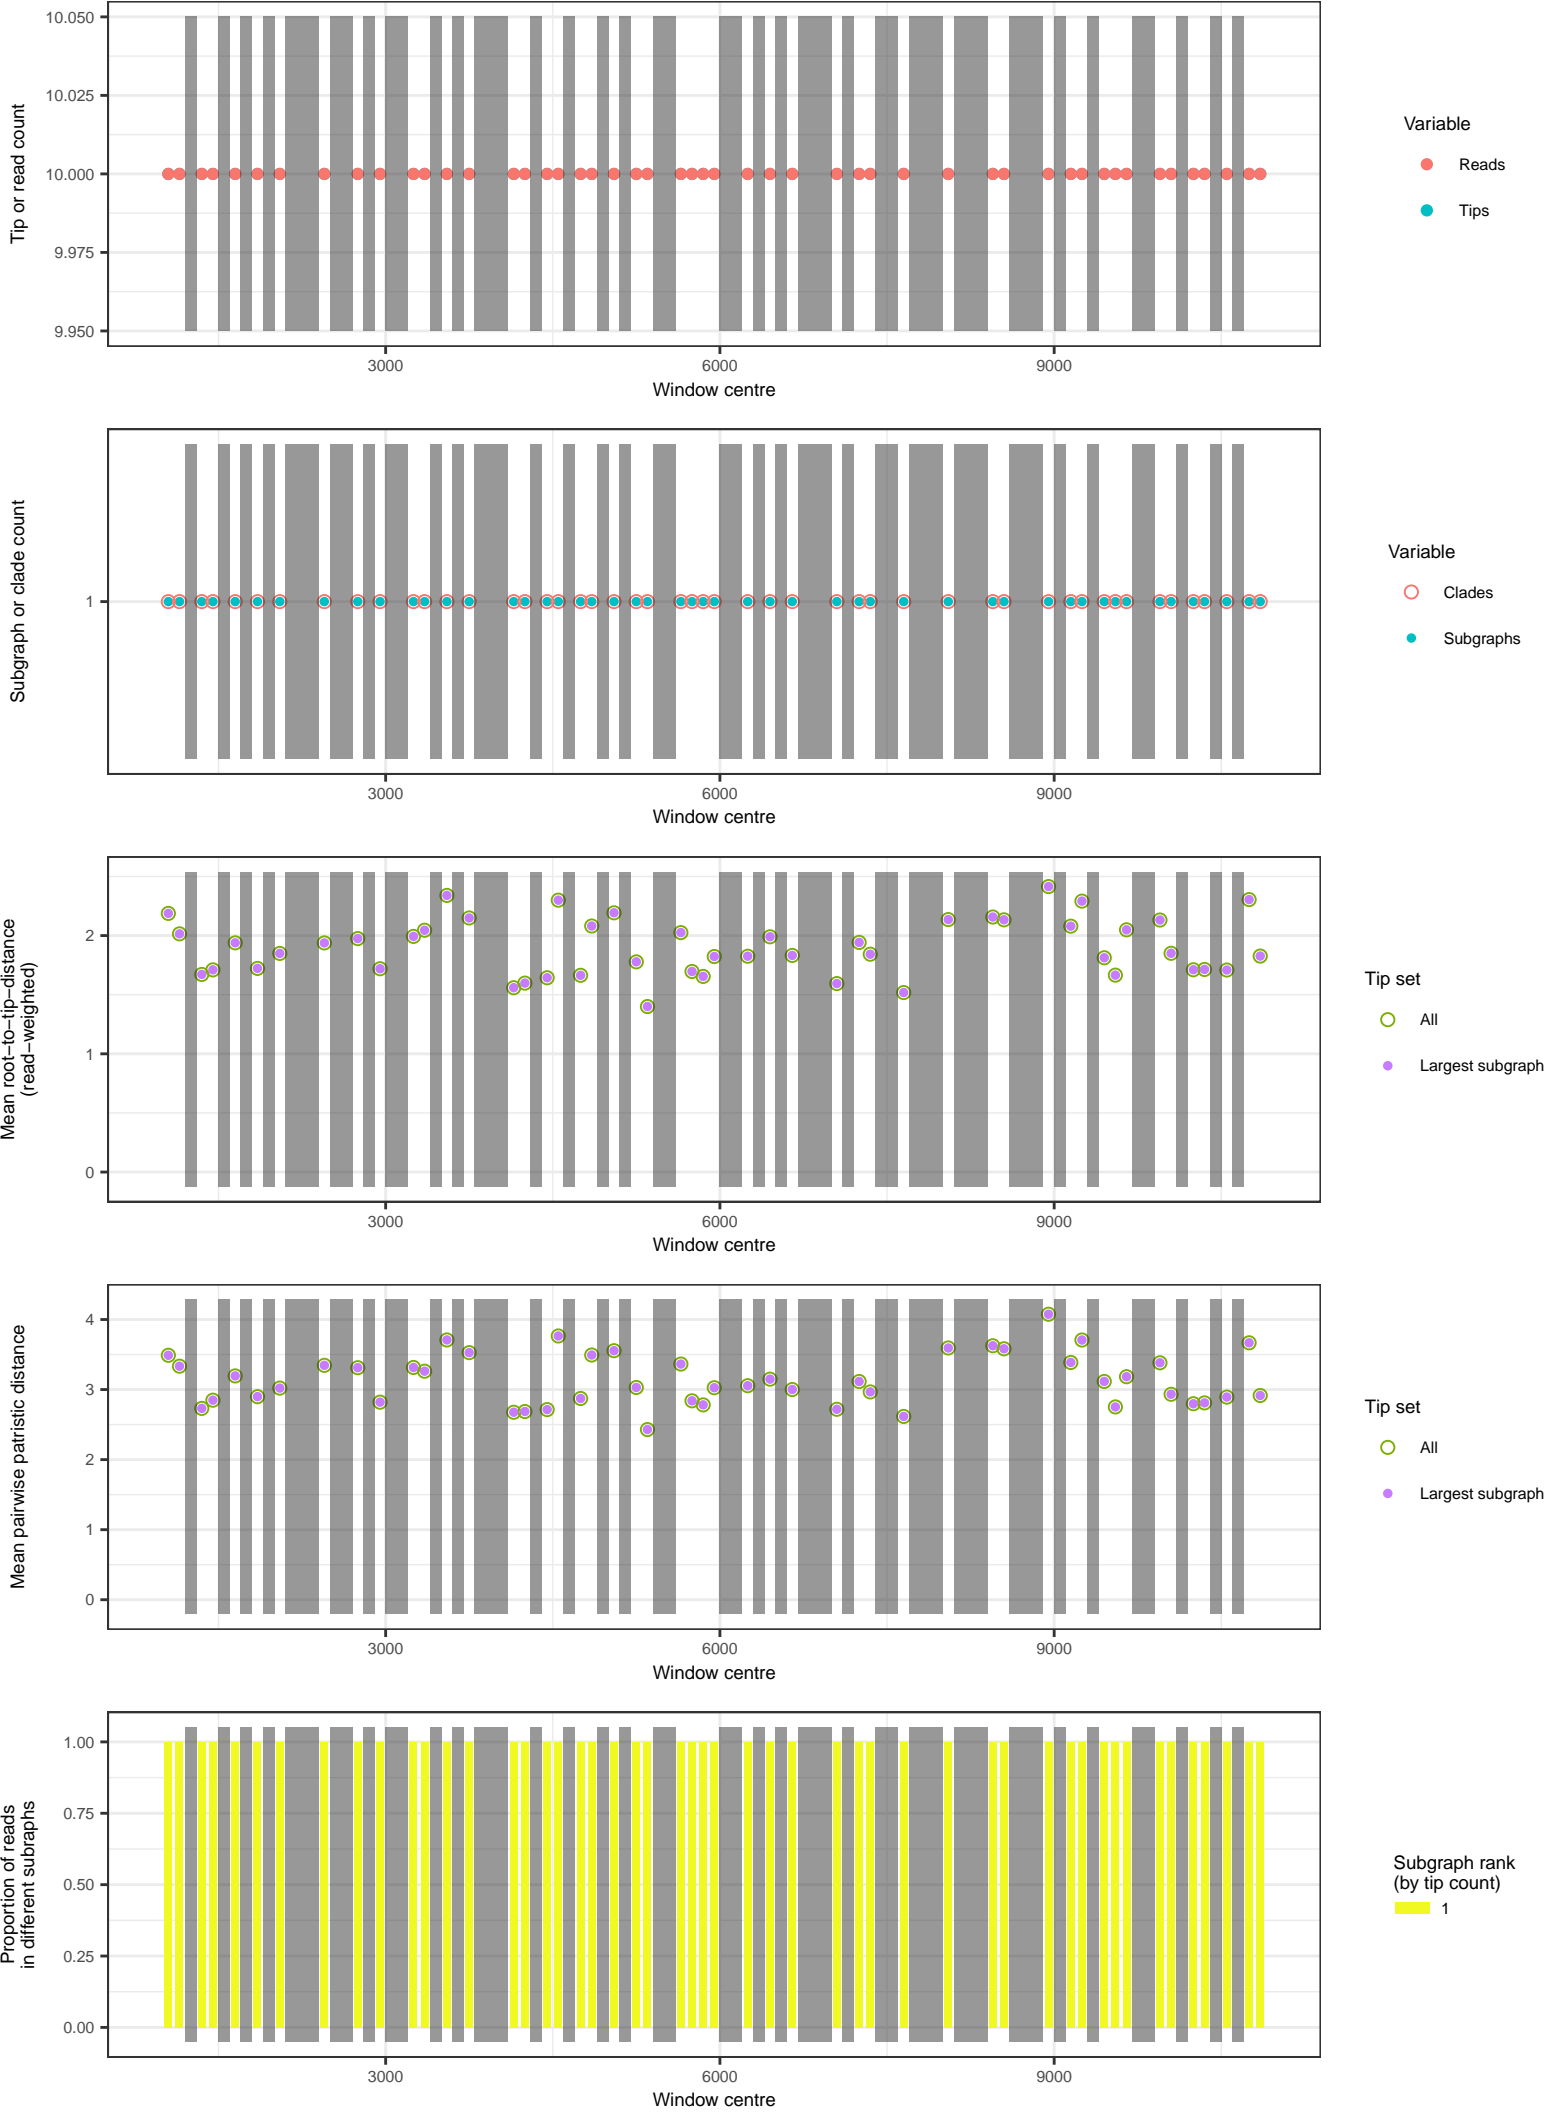 10.050
10.025
10.000
9.975
9.950
Tip or read count
3000
6000
9000
Window centre
Variable
Reads
Tips
1
Subgraph or clade count
3000
6000
9000
Window centre
Variable
Clades
Subgraphs
2
1
0
Mean root−to−tip−distance
(read−weighted)
3000
6000
9000
Window centre
Tip set
All
Largest subgraph
4
3
2
1
0
Mean pairwise patristic distance
3000
6000
9000
Window centre
Tip set
All
Largest subgraph
1.00
0.75
0.50
0.25
0.00
Proportion of reads
in different subraphs
3000
6000
9000
Window centre
Subgraph rank
(by tip count)
1